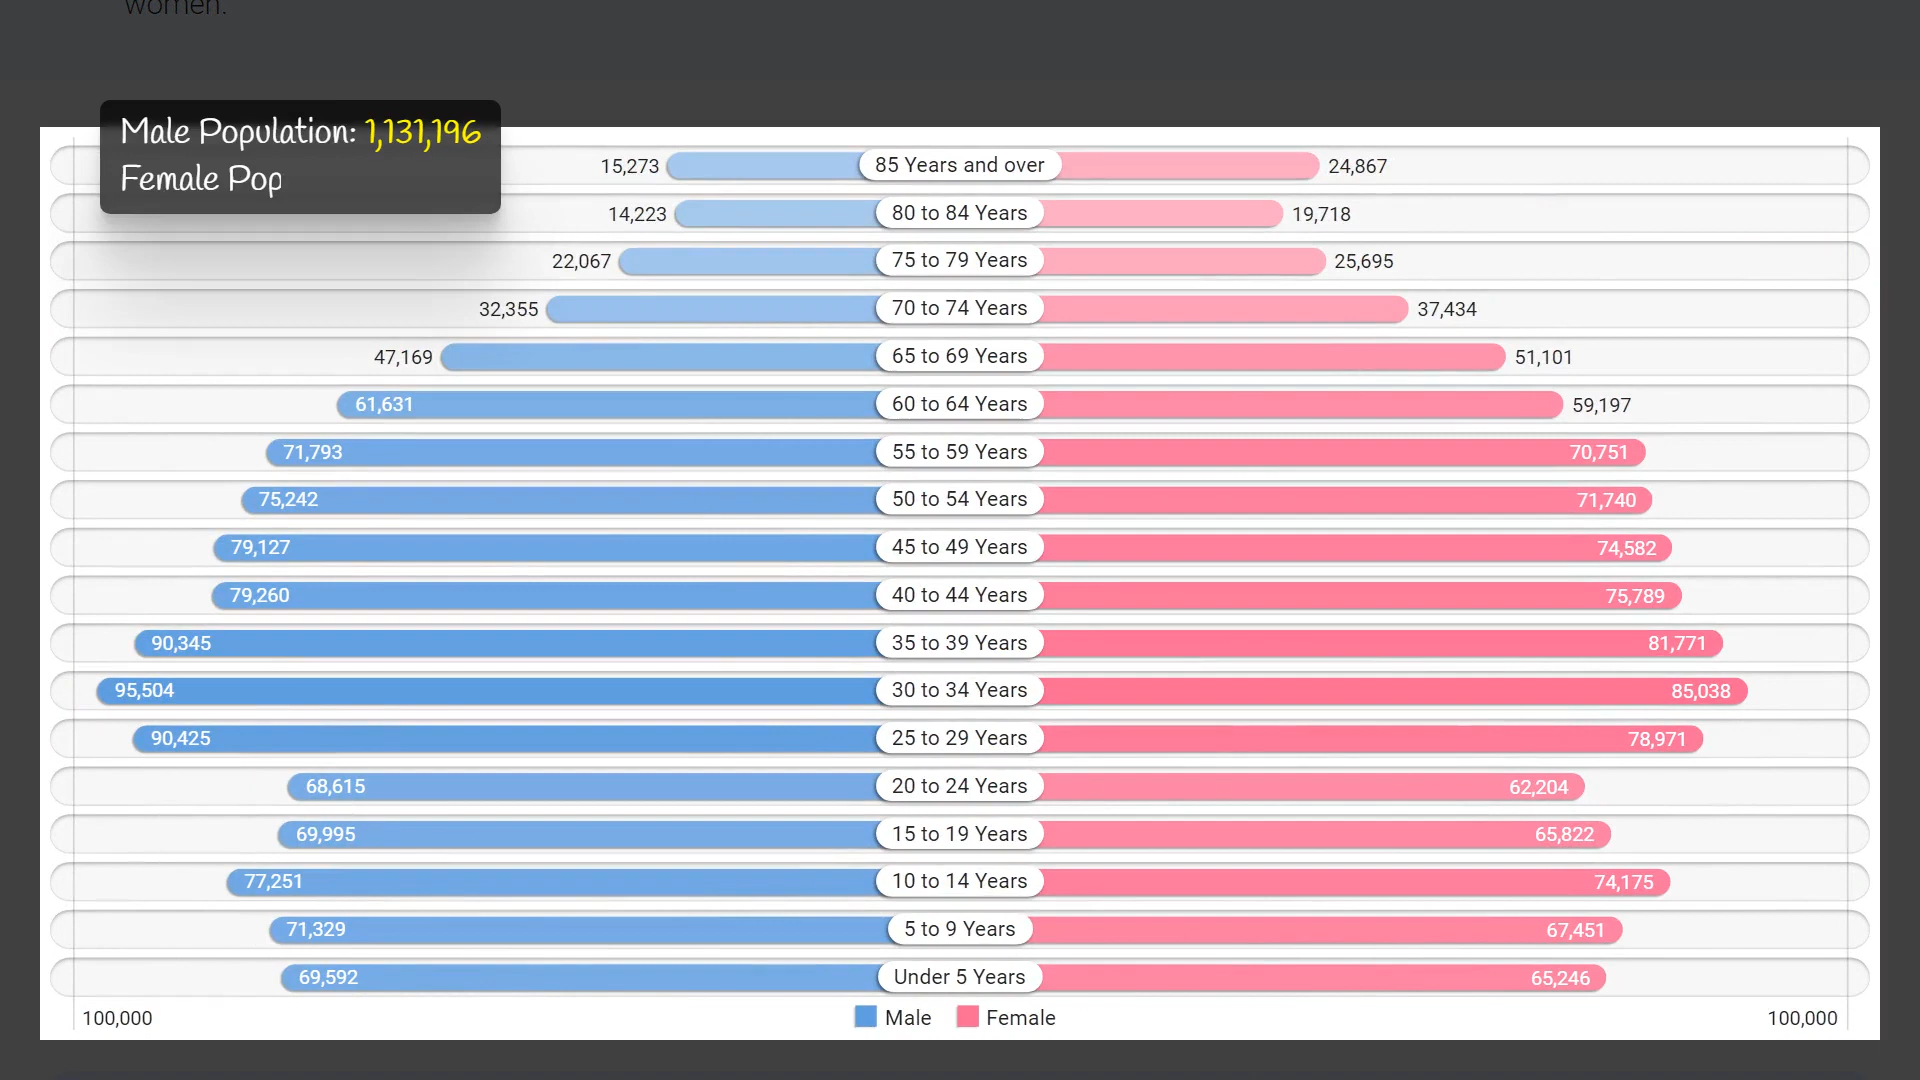 women.
Male Population: 1,131,196
Female Pop
15,273 85 Years and over 24,867
14,223 80 to 84 Years 19,718
22,067 75 to 79 Years 25,695
32,355 70 to 74 Years 37,434
47,169 65 to 69 Years 51,101
61,631 60 to 64 Years 59,197
71,793 55 to 59 Years 70,751
75,242 50 to 54 Years 71,740
79,127 45 to 49 Years 74,582
79,260 40 to 44 Years 75,789
90,345 35 to 39 Years 81,771
95,504 30 to 34 Years 85,038
90,425 25 to 29 Years 78,971
68,615 20 to 24 Years 62,204
69,995 15 to 19 Years 65,822
77,251 10 to 14 Years 74,175
71,329 5 to 9 Years 67,451
69,592 Under 5 Years 65,246
100,000 Male Female 100,000